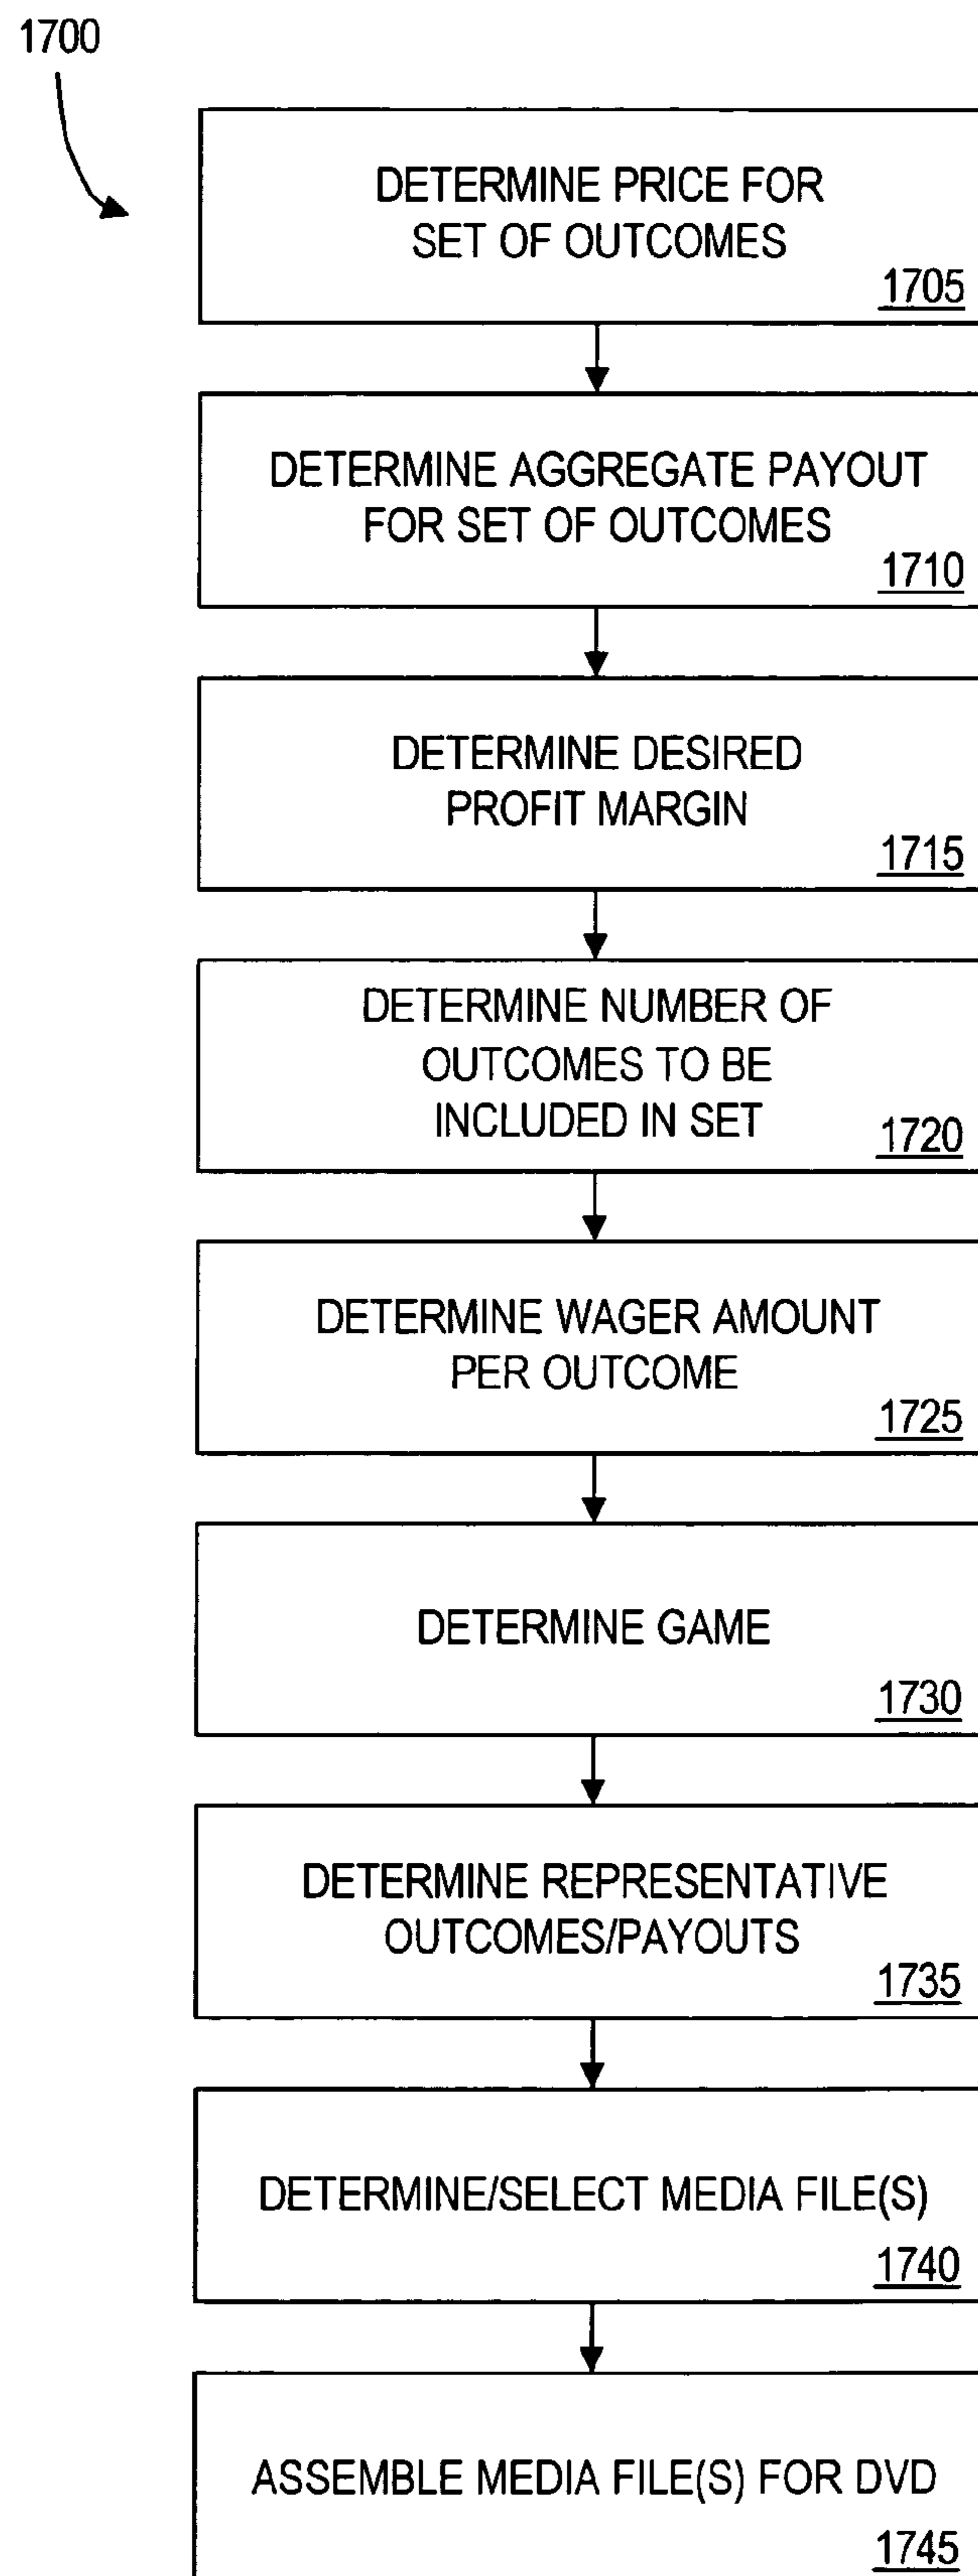 1700
DETERMINE PRICE FOR
SET OF OUTCOMES
1705
DETERMINE AGGREGATE PAYOUT
FOR SET OF OUTCOMES
1710
DETERMINE DESIRED
PROFIT MARGIN
1715
DETERMINE NUMBER OF
OUTCOMES TO BE
INCLUDED IN SET
1720
DETERMINE WAGER AMOUNT
PER OUTCOME
1725
DETERMINE GAME
1730
DETERMINE REPRESENTATIVE
OUTCOMES/PAYOUTS
1735
DETERMINE/SELECT MEDIA FILE(S)
1740
ASSEMBLE MEDIA FILE(S) FOR DVD
1745